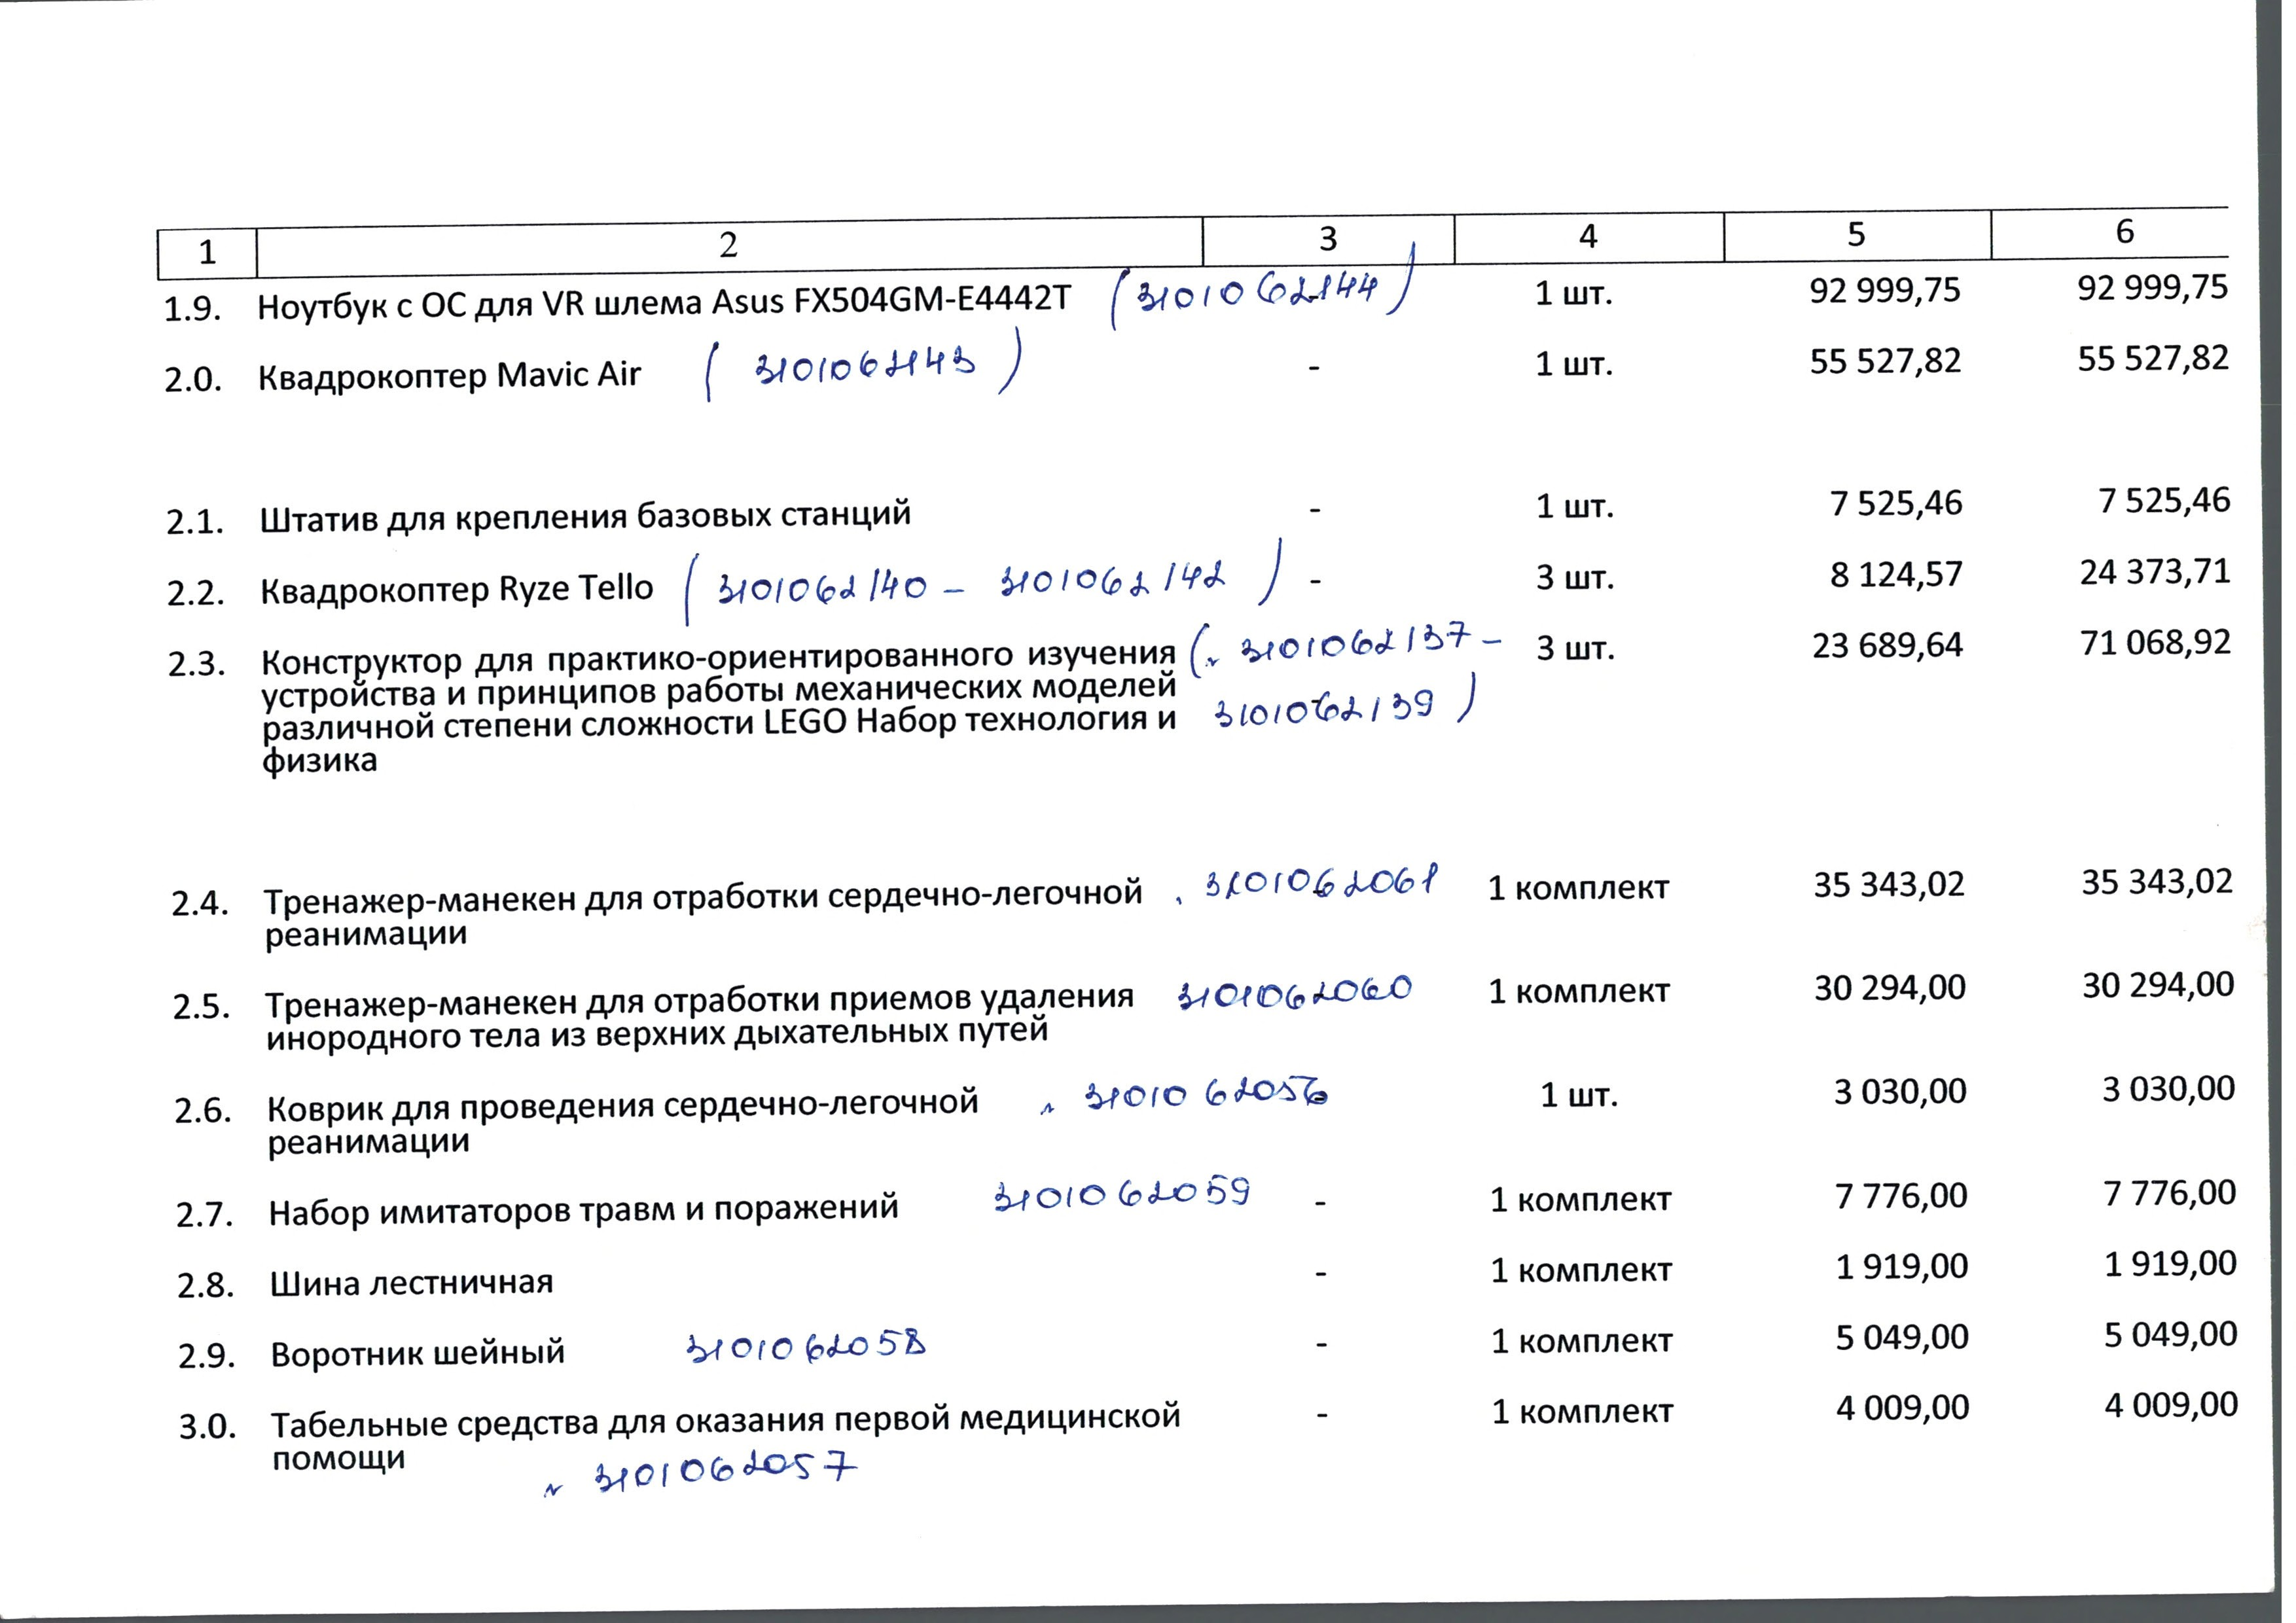 1 2 3 4 5 6
1.9. Ноутбук с ОС для VR шлема Asus FX504GM-E4442T (3101062144) - 1 шт. 92 999,75 92 999,75
2.0. Квадрокоптер Mavic Air (3101062143) - 1 шт. 55 527,82 55 527,82
2.1. Штатив для крепления базовых станций - 1 шт. 7 525,46 7 525,46
2.2. Квадрокоптер Ryze Tello (3101062140 - 3101062142) - 3 шт. 8 124,57 24 373,71
2.3. Конструктор для практико-ориентированного изучения (3101062137 - 3 шт. 23 689,64 71 068,92
устройства и принципов работы механических моделей
различной степени сложности LEGO Набор технология и 3101062139)
физика
2.4. Тренажер-манекен для отработки сердечно-легочной 3101062061 1 комплект 35 343,02 35 343,02
реанимации
2.5. Тренажер-манекен для отработки приемов удаления 3101062060 1 комплект 30 294,00 30 294,00
инородного тела из верхних дыхательных путей
2.6. Коврик для проведения сердечно-легочной 3101062056 1 шт. 3 030,00 3 030,00
реанимации
2.7. Набор имитаторов травм и поражений 3101062059 - 1 комплект 7 776,00 7 776,00
2.8. Шина лестничная - 1 комплект 1 919,00 1 919,00
2.9. Воротник шейный 3101062058 - 1 комплект 5 049,00 5 049,00
3.0. Табельные средства для оказания первой медицинской - 1 комплект 4 009,00 4 009,00
помощи 3101062057